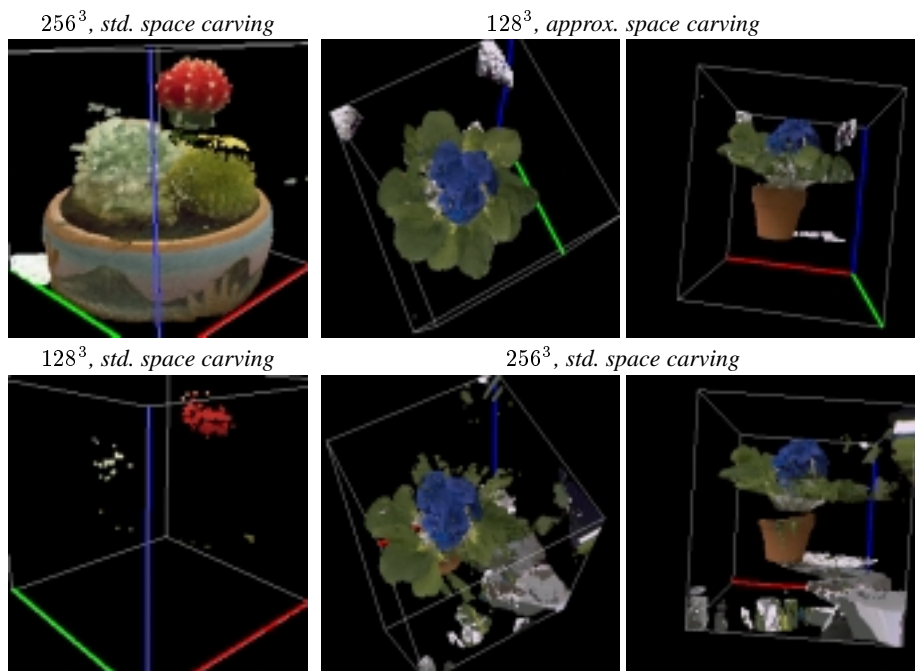 256³, std. space carving
128³, approx. space carving
128³, std. space carving
256³, std. space carving